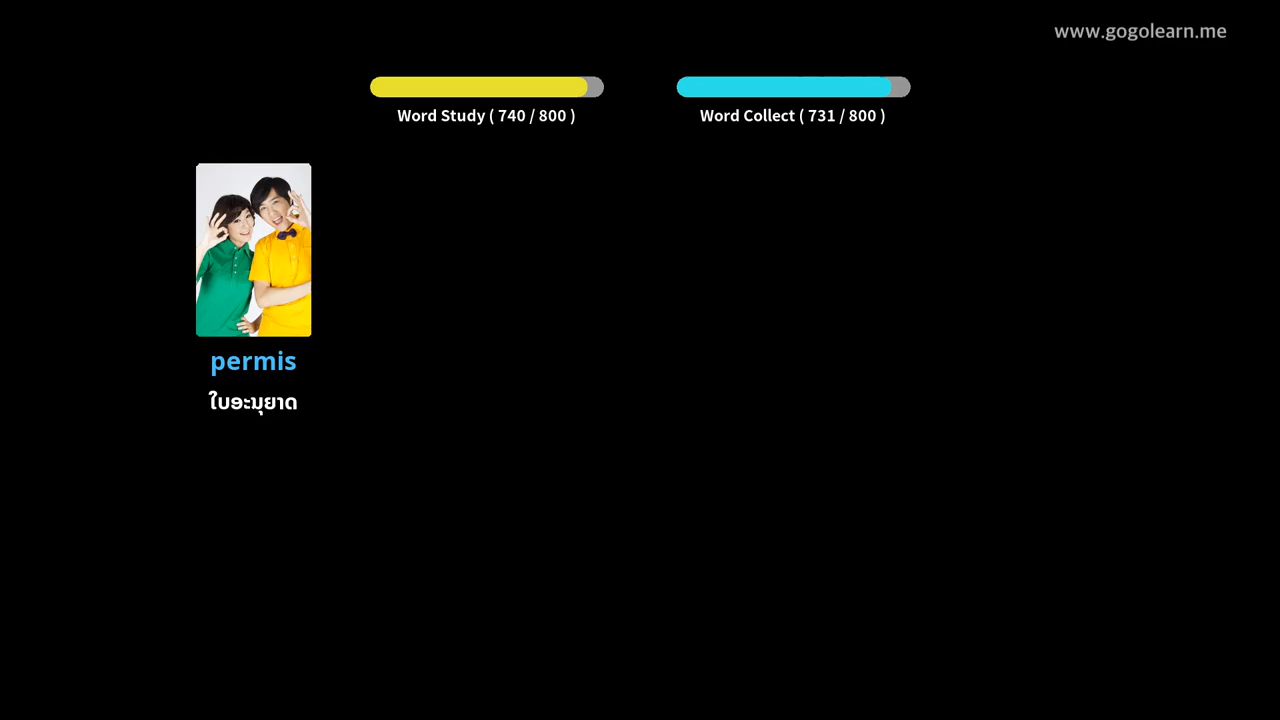 www.gogolearn.me
Word Study ( 740 / 800 )
Word Collect ( 731 / 800 )
permis
ໃບອະນຸຍາດ